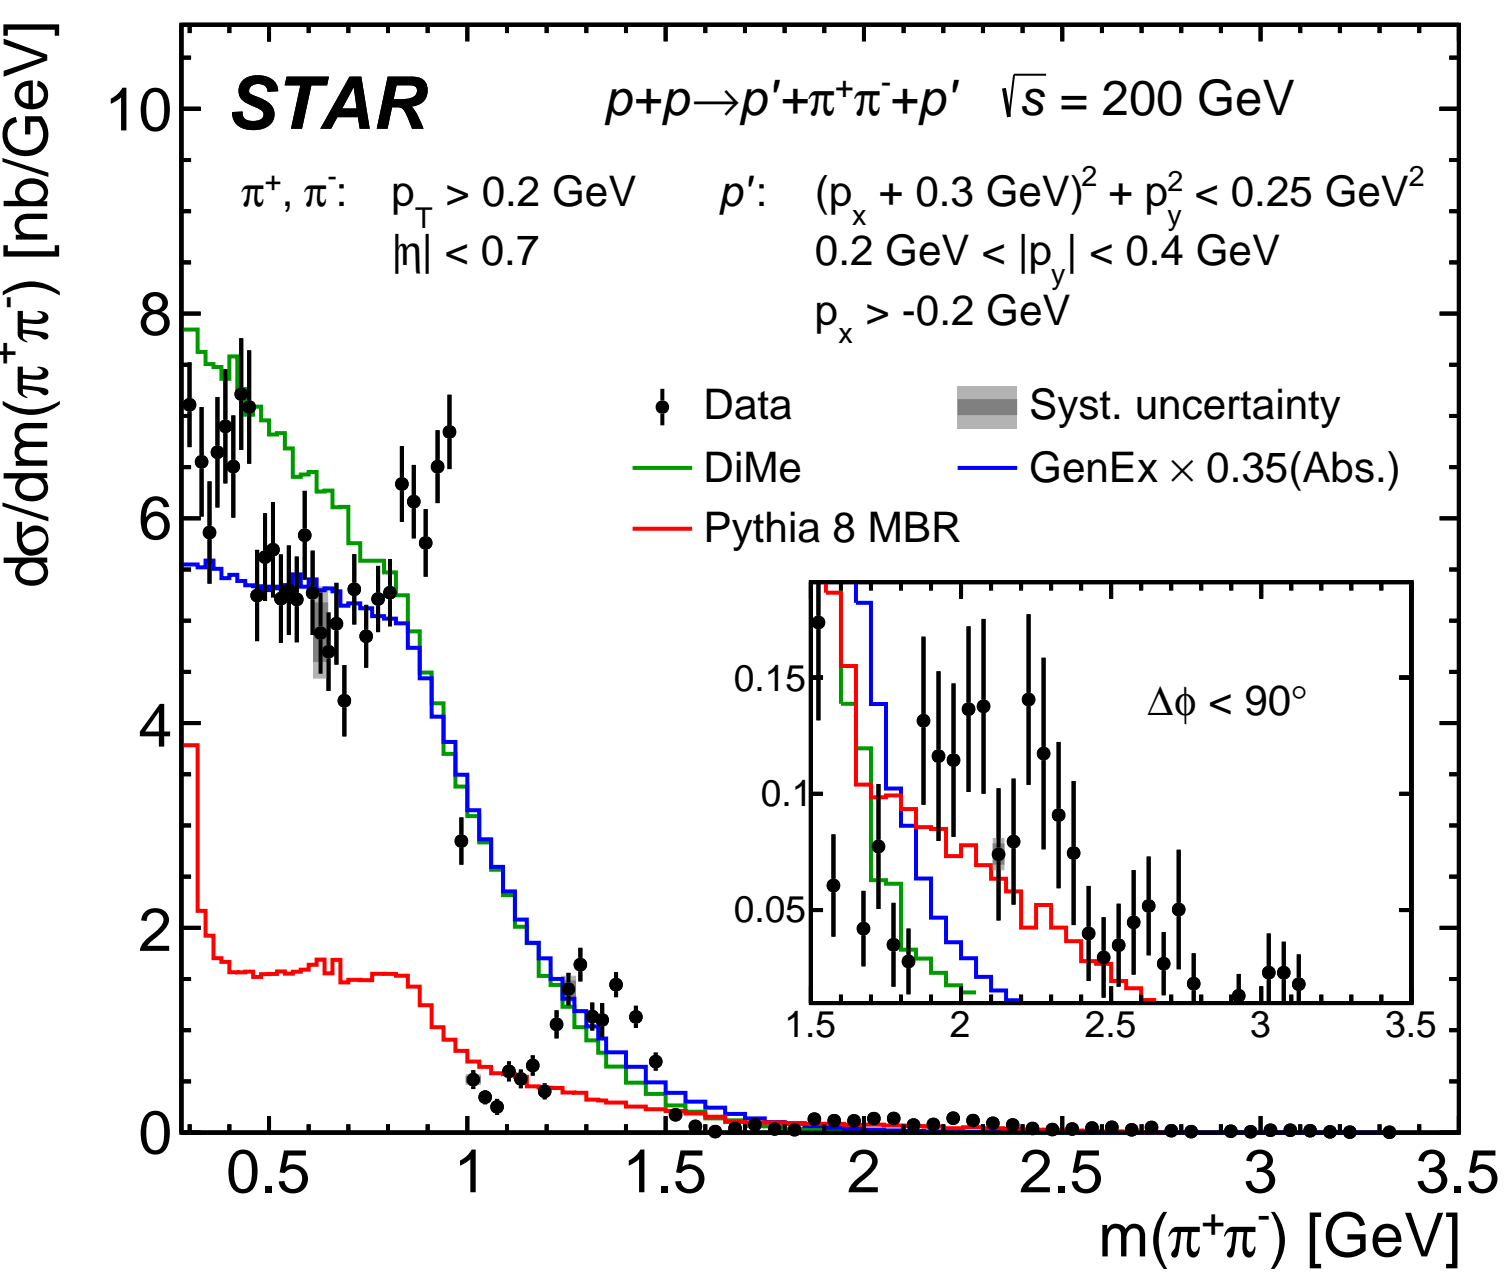 STAR p+p→p′+π⁺π⁻+p′ √s = 200 GeV
π⁺, π⁻: p_T > 0.2 GeV p′: (p_x + 0.3 GeV)² + p_y² < 0.25 GeV²
|η| < 0.7 0.2 GeV < |p_y| < 0.4 GeV
p_x > -0.2 GeV
Data Syst. uncertainty
DiMe GenEx × 0.35(Abs.)
Pythia 8 MBR
Δϕ < 90°
0.15
0.1
0.05
1.5 2 2.5 3 3.5
dσ/dm(π⁺π⁻) [nb/GeV]
10
8
6
4
2
0
0.5 1 1.5 2 2.5 3 3.5
m(π⁺π⁻) [GeV]